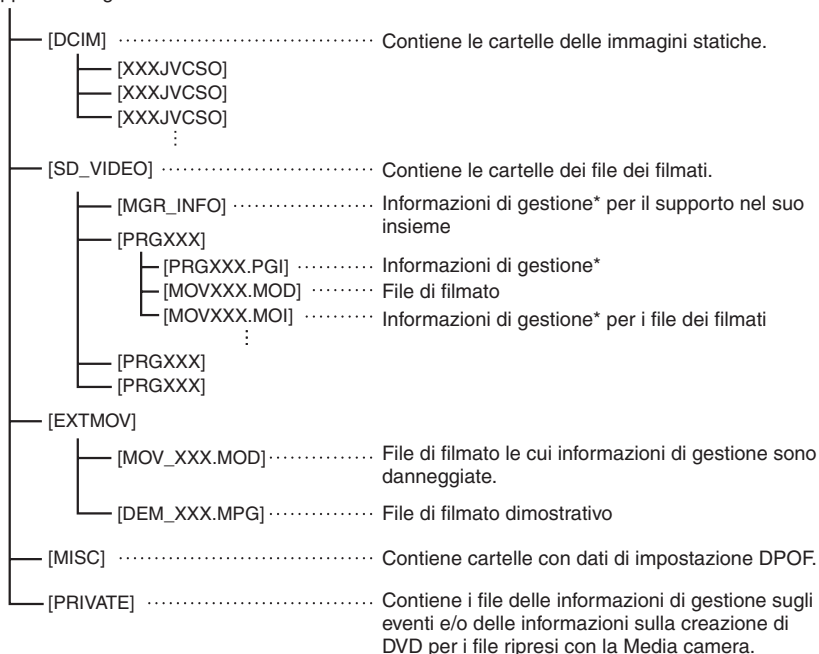 [DCIM] Contiene le cartelle delle immagini statiche.
[XXXJVCSO]
[XXXJVCSO]
[XXXJVCSO]
[SD_VIDEO] Contiene le cartelle dei file dei filmati.
[MGR_INFO] Informazioni di gestione* per il supporto nel suo
insieme
[PRGXXX]
[PRGXXX.PGI] Informazioni di gestione*
[MOVXXX.MOD] File di filmato
[MOVXXX.MOI] Informazioni di gestione* per i file dei filmati
[PRGXXX]
[PRGXXX]
[EXTMOV]
[MOV_XXX.MOD] File di filmato le cui informazioni di gestione sono
danneggiate.
[DEM_XXX.MPG] File di filmato dimostrativo
[MISC] Contiene cartelle con dati di impostazione DPOF.
[PRIVATE] Contiene i file delle informazioni di gestione sugli
eventi e/o delle informazioni sulla creazione di
DVD per i file ripresi con la Media camera.